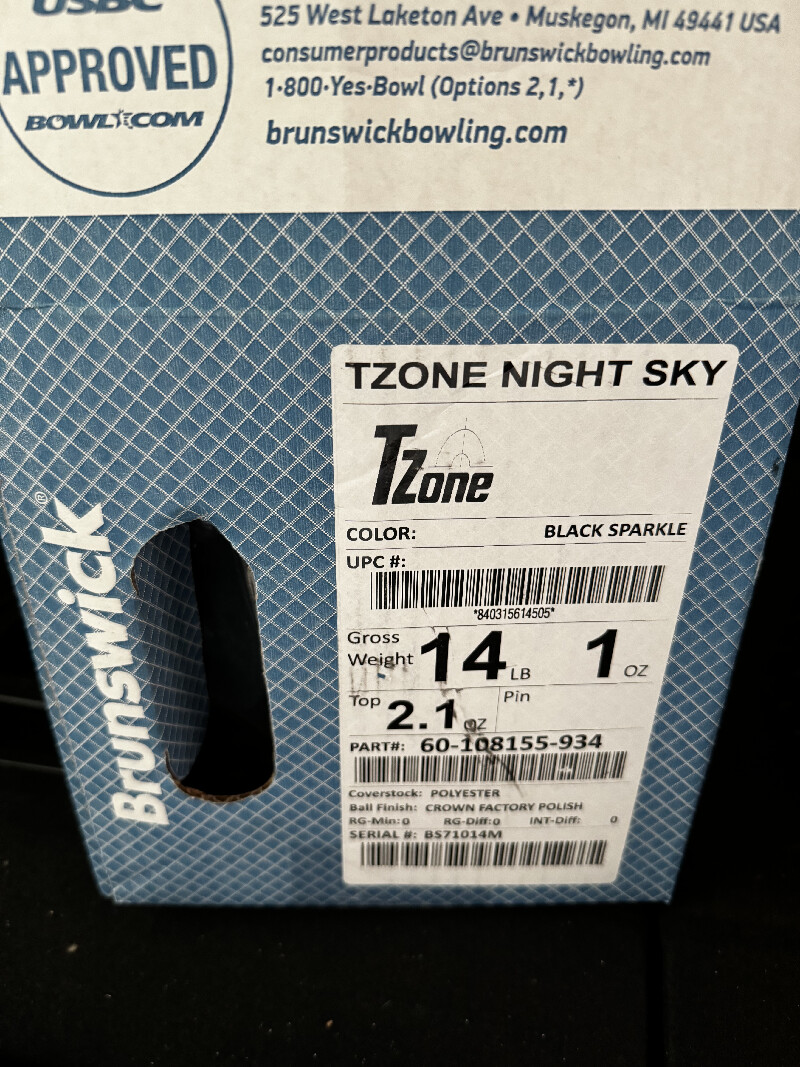 USBC
APPROVED
BOWL.COM
525 West Laketon Ave • Muskegon, MI 49441 USA
consumerproducts@brunswickbowling.com
1·800·Yes·Bowl (Options 2,1,*)
brunswickbowling.com
Brunswick®
TZONE NIGHT SKY
TZone
COLOR: BLACK SPARKLE
UPC #:
*840315614505*
Gross Weight 14 LB 1 OZ
Top 2.1 OZ Pin
PART#: 60-108155-934
Coverstock: POLYESTER
Ball Finish: CROWN FACTORY POLISH
RG-Min: 0 RG-Diff: 0 INT-Diff: 0
SERIAL #: BS71014M